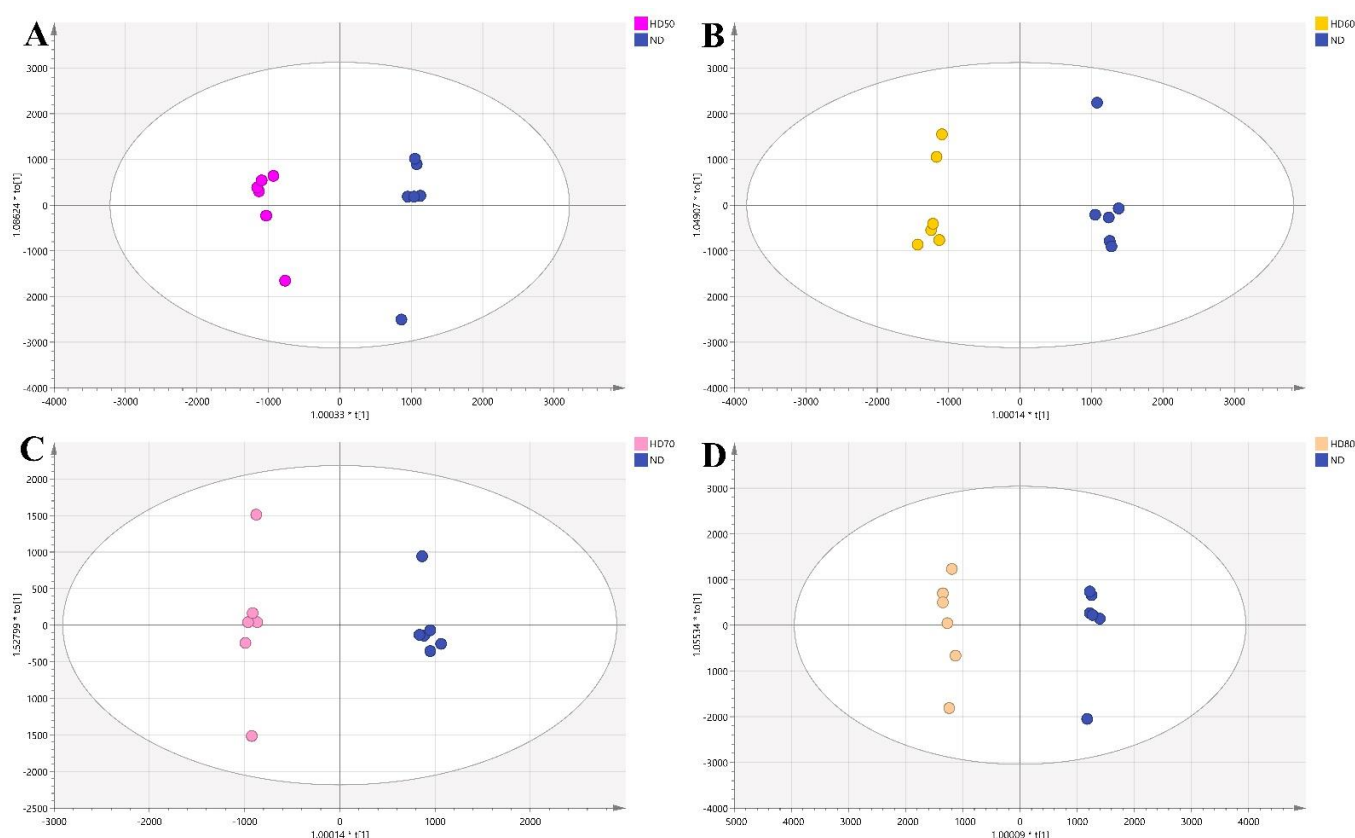 A
HD50
ND
3000
2000
1000
0
-1000
-2000
-3000
-4000
1.08624 * to[1]
-4000 -3000 -2000 -1000 0 1000 2000 3000
1.00033 * t[1]
B
HD60
ND
3000
2000
1000
0
-1000
-2000
-3000
-4000
1.04907 * to[1]
-4000 -3000 -2000 -1000 0 1000 2000 3000
1.00014 * t[1]
C
HD70
ND
2000
1500
1000
500
0
-500
-1000
-1500
-2000
-2500
1.52799 * to[1]
-3000 -2000 -1000 0 1000 2000
1.00014 * t[1]
D
HD80
ND
3000
2000
1000
0
-1000
-2000
-3000
-4000
1.05534 * to[1]
5000 4000 -3000 2000 -1000 0 1000 2000 3000 4000
1.00009 * t[1]